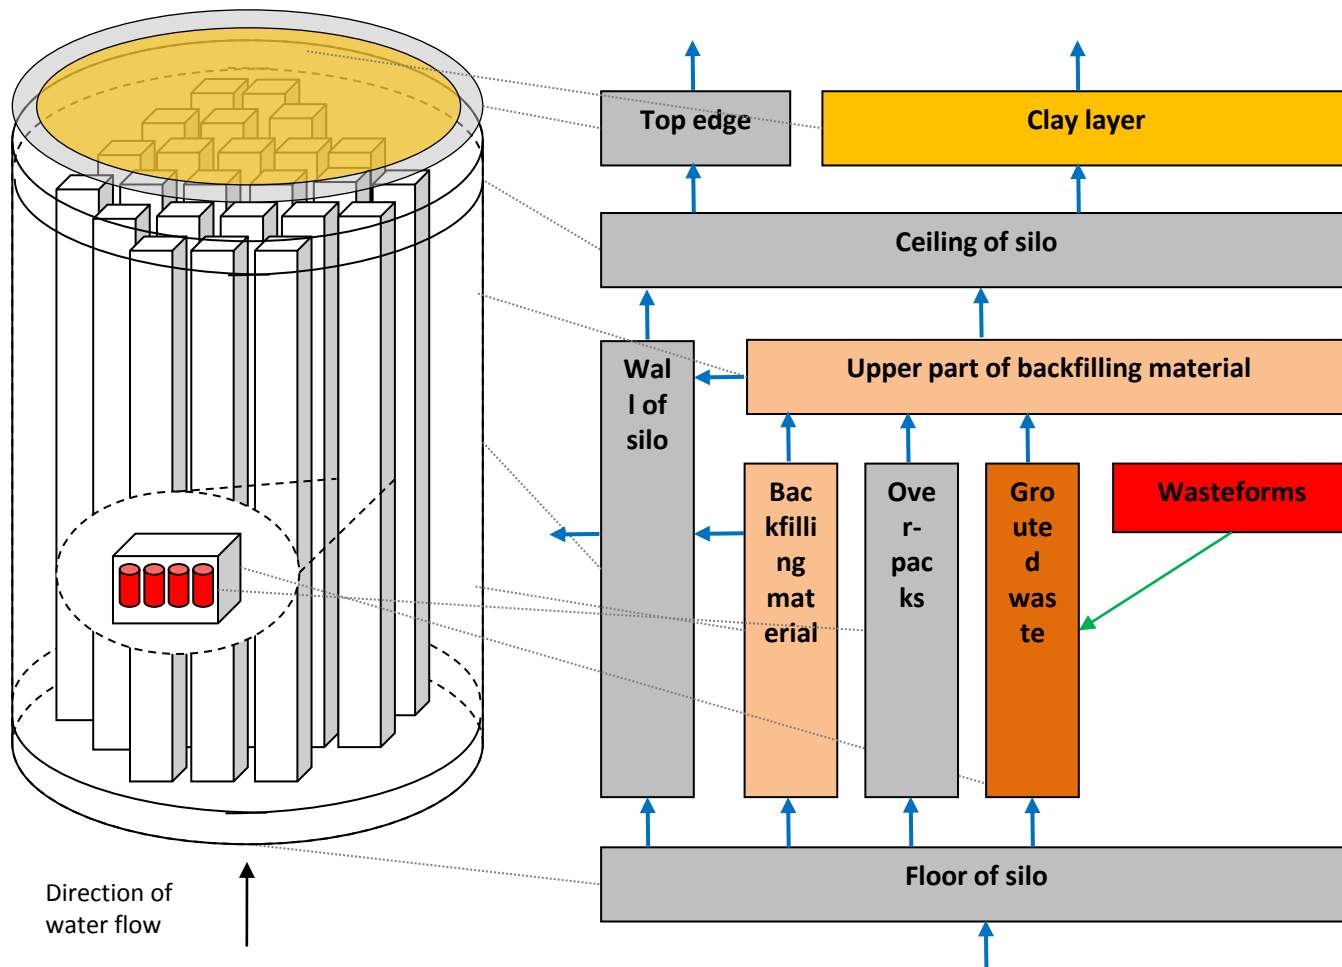 Top edge
Clay layer
Ceiling of silo
Wal
l of
silo
Upper part of backfilling material
Bac
kfilli
ng
mat
erial
Ove
r-
pac
ks
Gro
ute
d
was
te
Wasteforms
Floor of silo
Direction of
water flow